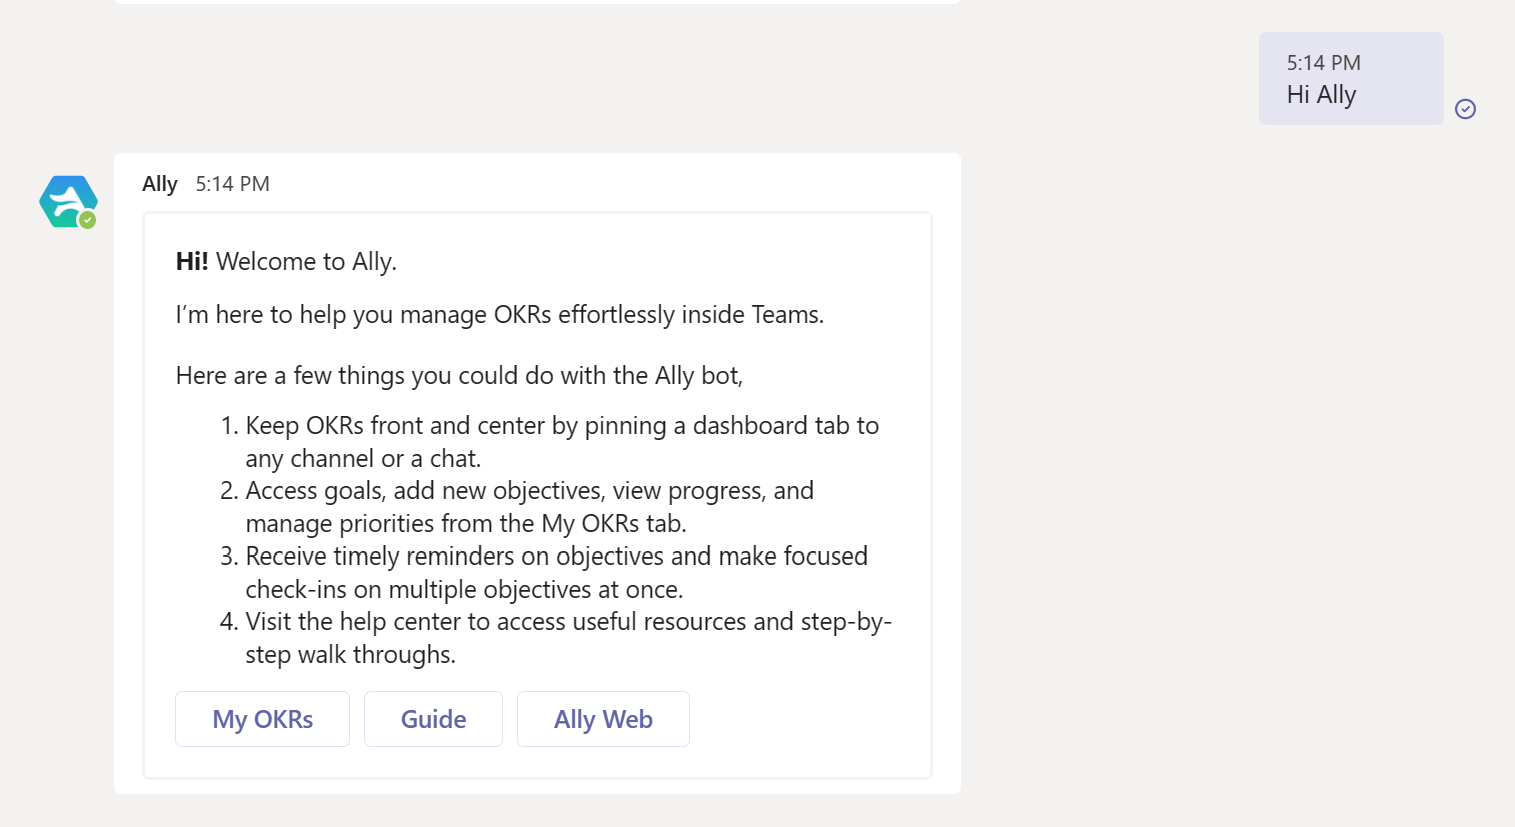 5:14 PM
Hi Ally
Ally 5:14 PM
Hi! Welcome to Ally.
I’m here to help you manage OKRs effortlessly inside Teams.
Here are a few things you could do with the Ally bot,
1. Keep OKRs front and center by pinning a dashboard tab to
any channel or a chat.
2. Access goals, add new objectives, view progress, and
manage priorities from the My OKRs tab.
3. Receive timely reminders on objectives and make focused
check-ins on multiple objectives at once.
4. Visit the help center to access useful resources and step-by-
step walk throughs.
My OKRs Guide Ally Web